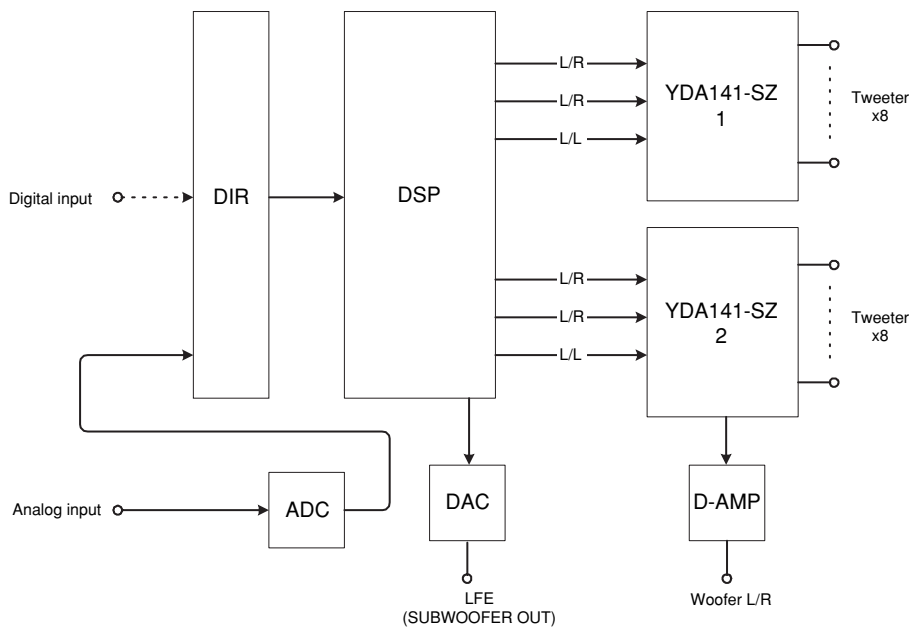 L/R
L/R
L/L
YDA141-SZ
1
Tweeter
x8
Digital input
DIR
DSP
L/R
L/R
L/L
YDA141-SZ
2
Tweeter
x8
Analog input
ADC
DAC
D-AMP
LFE
(SUBWOOFER OUT)
Woofer L/R